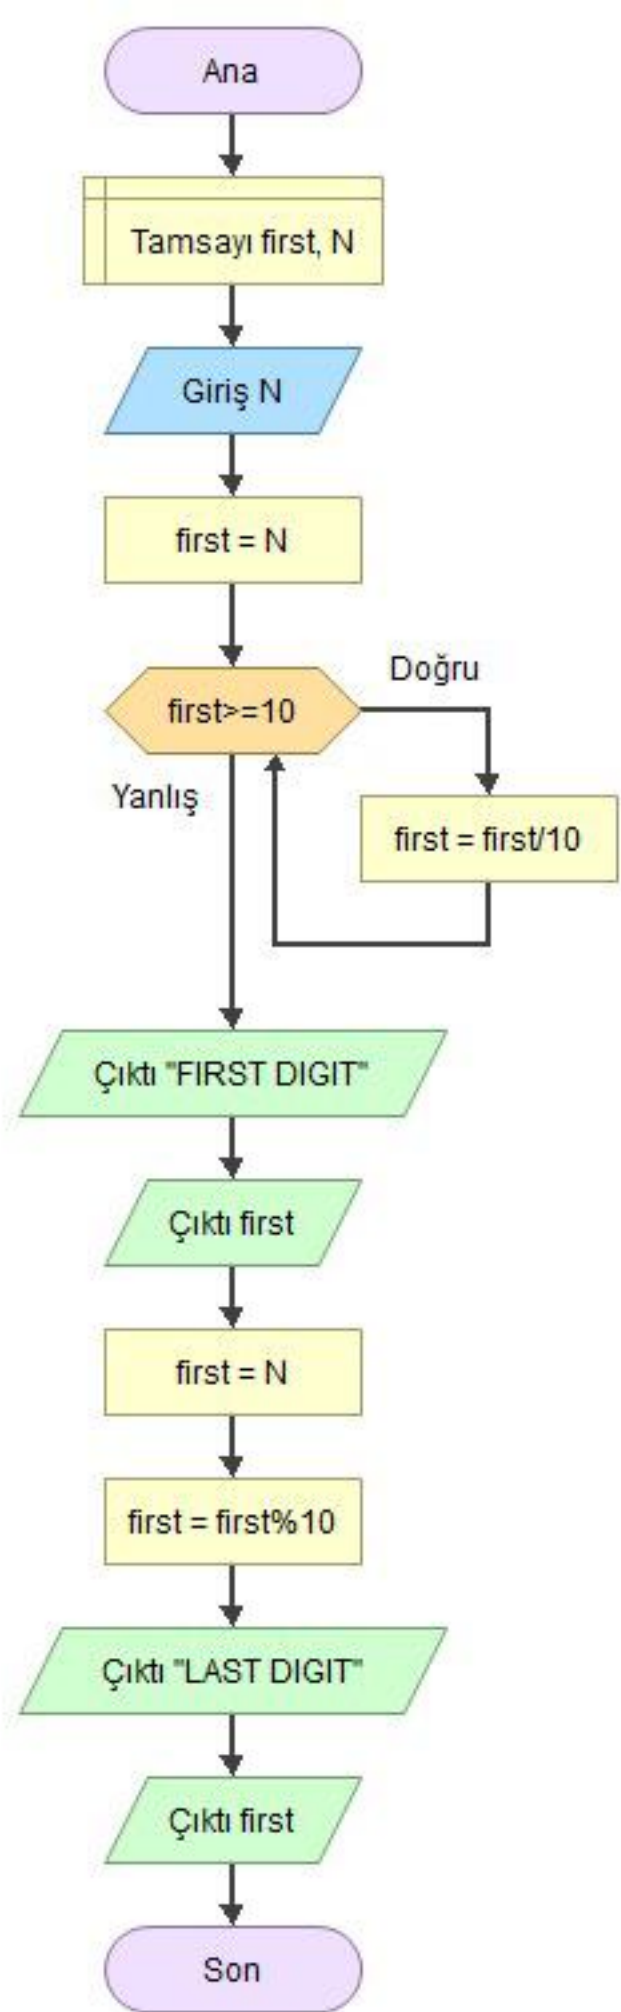 Ana
Tamsayı first, N
Giriş N
first = N
first>=10
Doğru
Yanlış
first = first/10
Çıktı "FIRST DIGIT"
Çıktı first
first = N
first = first%10
Çıktı "LAST DIGIT"
Çıktı first
Son